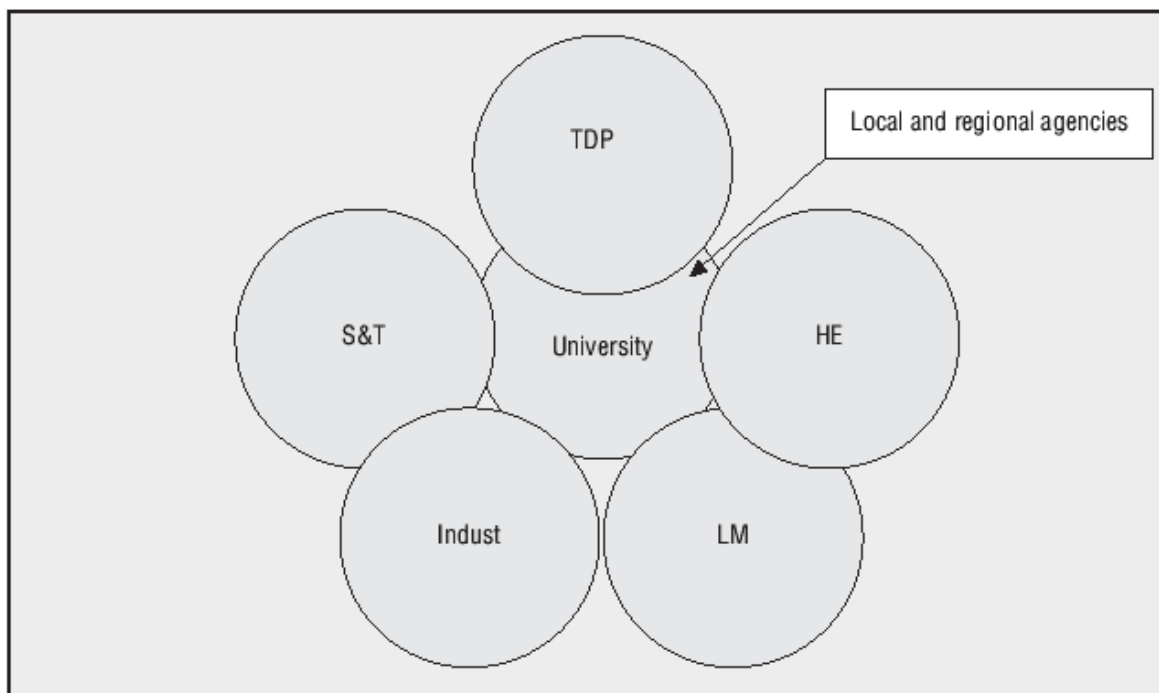 TDP
Local and regional agencies
S&T
University
HE
Indust
LM